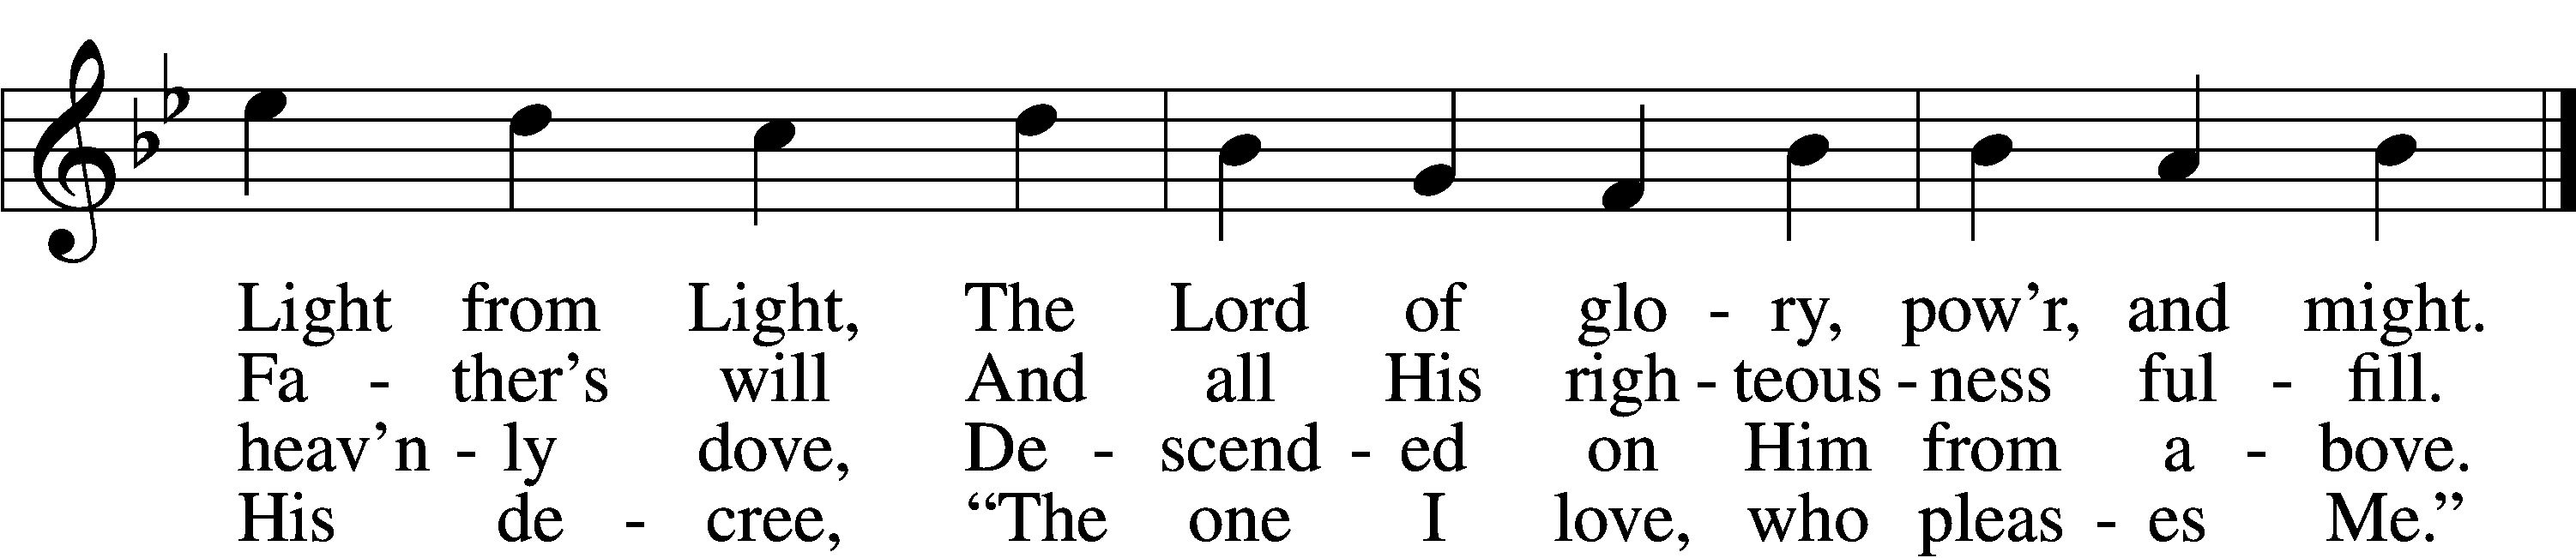 Light from Light, The Lord of glo - ry, pow’r, and might.
Fa - ther’s will And all His righ - teous - ness ful - fill.
heav’n - ly dove, De - scend - ed on Him from a - bove.
His de - cree, “The one I love, who pleas - es Me.”